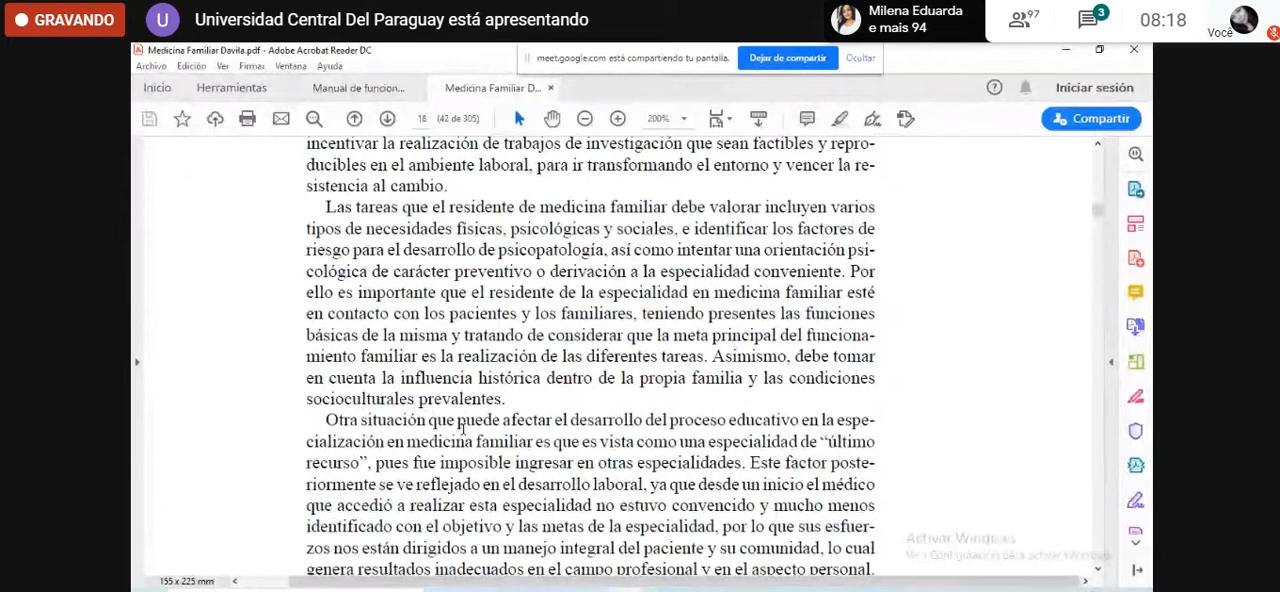 GRAVANDO
U
Universidad Central Del Paraguay está apresentando
Milena Eduarda
e mais 94
97
3
08:18
Você
Medicina Familiar Davila.pdf - Adobe Acrobat Reader DC
meet.google.com está compartiendo tu pantalla.
Dejar de compartir
Ocultar
Archivo Edición Ver Firmar Ventana Ayuda
Inicio Herramientas Manual de funcion... Medicina Familiar D... × Iniciar sesión
18 (42 de 305) 200% Compartir
incentivar la realización de trabajos de investigación que sean factibles y repro-
ducibles en el ambiente laboral, para ir transformando el entorno y vencer la re-
sistencia al cambio.
Las tareas que el residente de medicina familiar debe valorar incluyen varios
tipos de necesidades físicas, psicológicas y sociales, e identificar los factores de
riesgo para el desarrollo de psicopatología, así como intentar una orientación psi-
cológica de carácter preventivo o derivación a la especialidad conveniente. Por
ello es importante que el residente de la especialidad en medicina familiar esté
en contacto con los pacientes y los familiares, teniendo presentes las funciones
básicas de la misma y tratando de considerar que la meta principal del funciona-
miento familiar es la realización de las diferentes tareas. Asimismo, debe tomar
en cuenta la influencia histórica dentro de la propia familia y las condiciones
socioculturales prevalentes.
Otra situación que puede afectar el desarrollo del proceso educativo en la espe-
cialización en medicina familiar es que es vista como una especialidad de “último
recurso”, pues fue imposible ingresar en otras especialidades. Este factor poste-
riormente se ve reflejado en el desarrollo laboral, ya que desde un inicio el médico
que accedió a realizar esta especialidad no estuvo convencido y mucho menos
identificado con el objetivo y las metas de la especialidad, por lo que sus esfuer-
zos nos están dirigidos a un manejo integral del paciente y su comunidad, lo cual
genera resultados inadecuados en el campo profesional y en el aspecto personal.
Activar Windows
Ve a Configuración para activar Windows.
155 x 225 mm